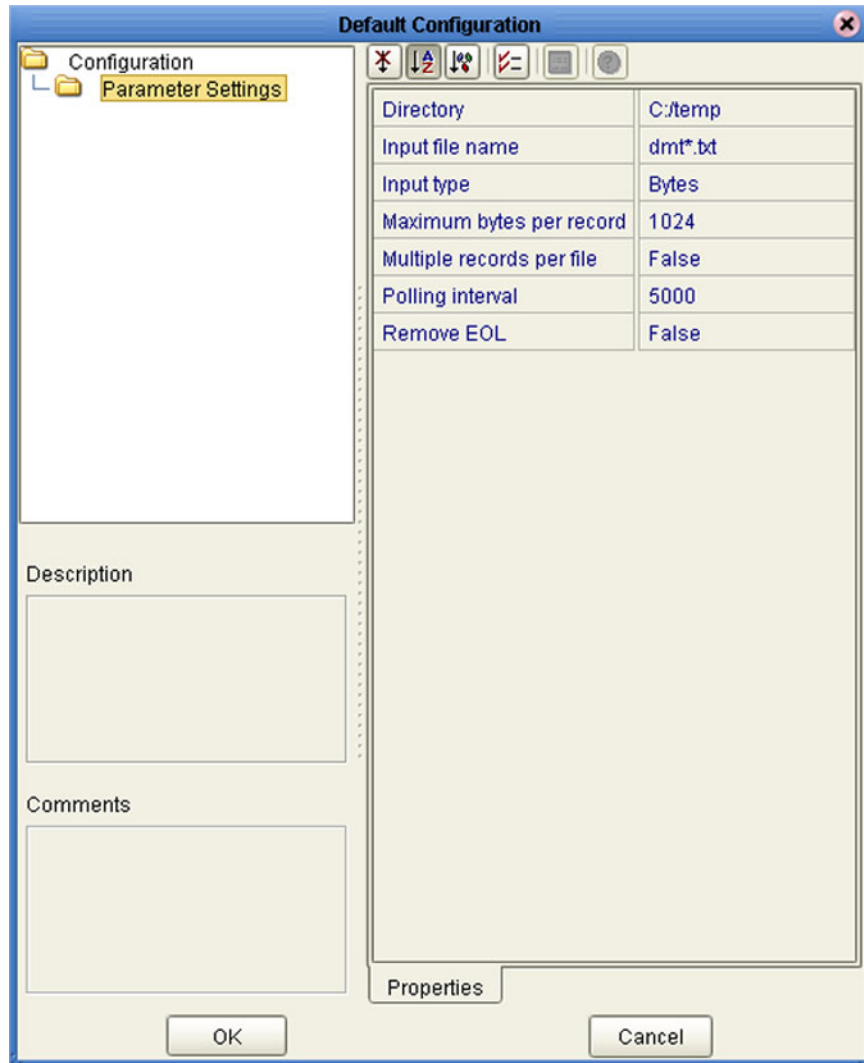 Default Configuration
Configuration
Parameter Settings
Directory C:/temp
Input file name dmt*.txt
Input type Bytes
Maximum bytes per record 1024
Multiple records per file False
Polling interval 5000
Remove EOL False
Description
Comments
Properties
OK
Cancel